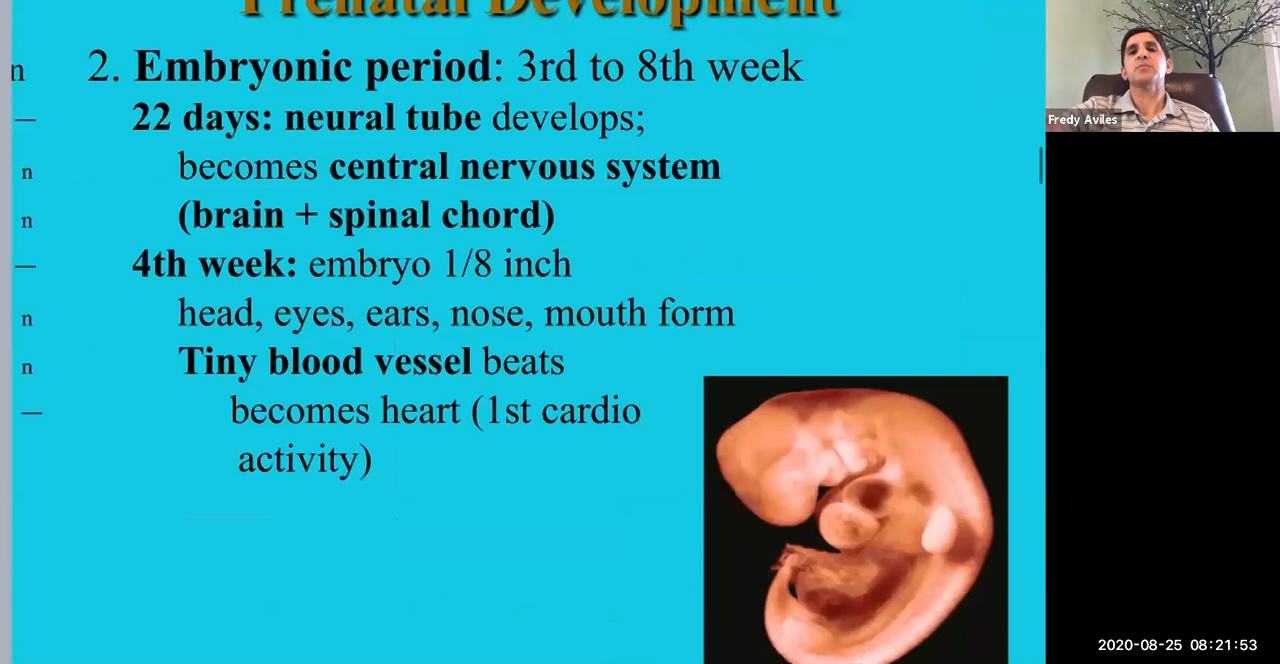 Prenatal Development
n 2. Embryonic period: 3rd to 8th week
– 22 days: neural tube develops;
n becomes central nervous system
n (brain + spinal chord)
– 4th week: embryo 1/8 inch
n head, eyes, ears, nose, mouth form
n Tiny blood vessel beats
– becomes heart (1st cardio
activity)
Fredy Aviles
2020-08-25 08:21:53